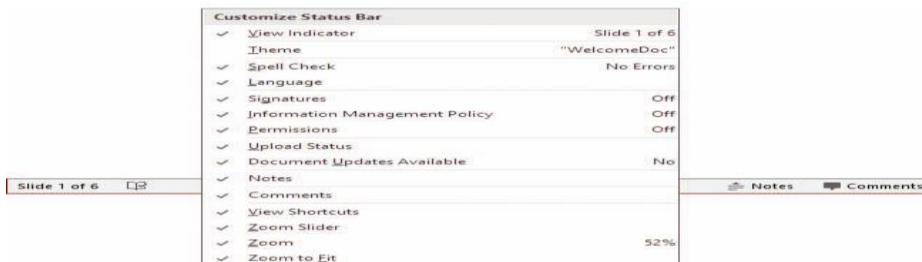 Customize Status Bar
View Indicator Slide 1 of 6
Theme "WelcomeDoc"
Spell Check No Errors
Language
Signatures Off
Information Management Policy Off
Permissions Off
Upload Status
Document Updates Available No
Notes
Comments
View Shortcuts
Zoom Slider
Zoom 52%
Zoom to Fit
Slide 1 of 6 Notes Comments